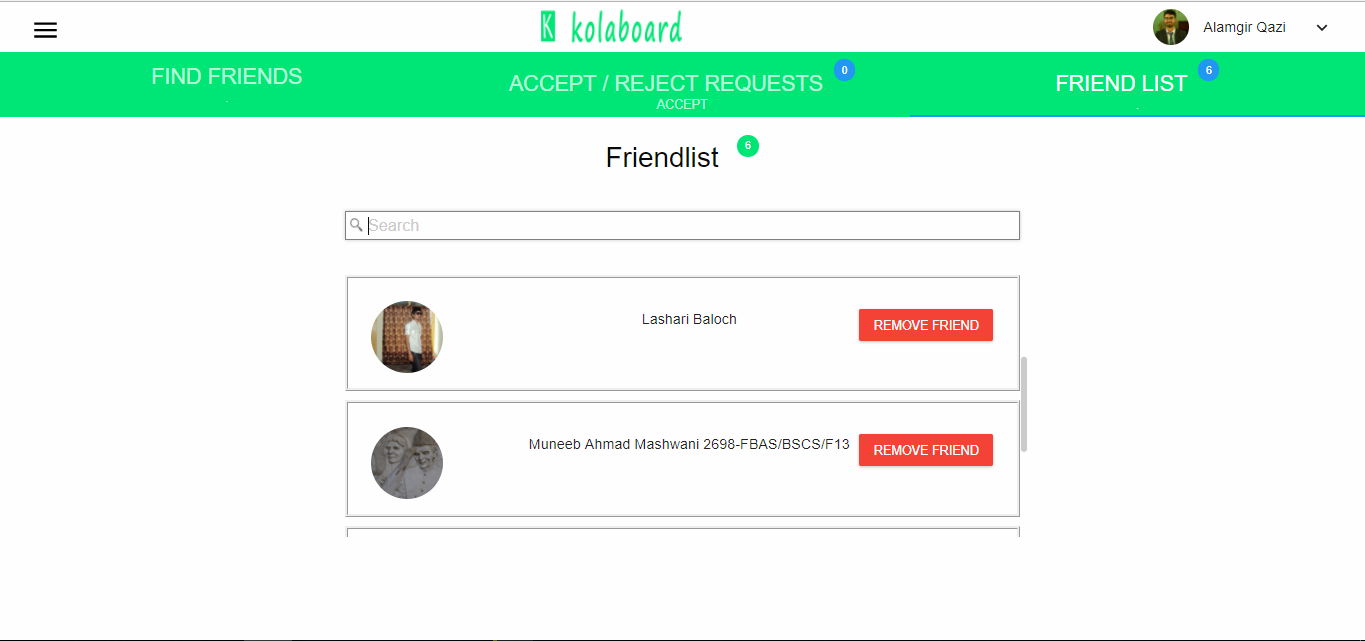 K kolaboard
Alamgir Qazi
FIND FRIENDS
.
ACCEPT / REJECT REQUESTS 0
ACCEPT
FRIEND LIST 6
.
Friendlist 6
Search
Lashari Baloch
REMOVE FRIEND
Muneeb Ahmad Mashwani 2698-FBAS/BSCS/F13
REMOVE FRIEND